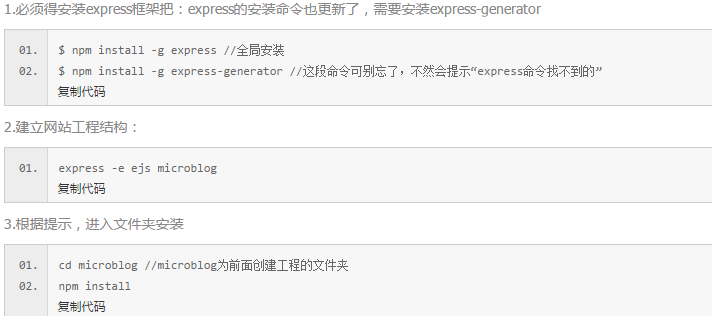 1.必须得安装express框架把：express的安装命令也更新了，需要安装express-generator
01. $ npm install -g express //全局安装
02. $ npm install -g express-generator //这段命令可别忘了，不然会提示“express命令找不到的”
复制代码
2.建立网站工程结构：
01. express -e ejs microblog
复制代码
3.根据提示，进入文件夹安装
01. cd microblog //microblog为前面创建工程的文件夹
02. npm install
复制代码